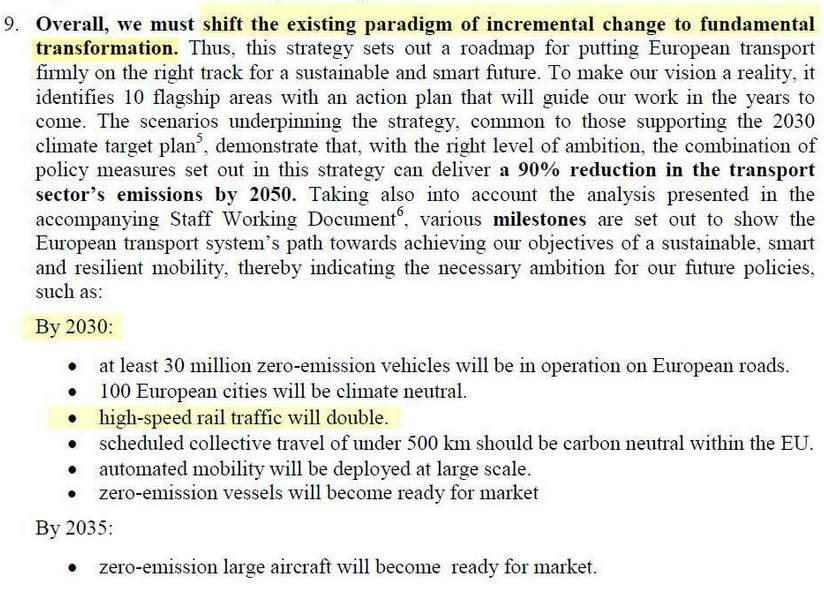 9. Overall, we must shift the existing paradigm of incremental change to fundamental
transformation. Thus, this strategy sets out a roadmap for putting European transport
firmly on the right track for a sustainable and smart future. To make our vision a reality, it
identifies 10 flagship areas with an action plan that will guide our work in the years to
come. The scenarios underpinning the strategy, common to those supporting the 2030
climate target plan⁵, demonstrate that, with the right level of ambition, the combination of
policy measures set out in this strategy can deliver a 90% reduction in the transport
sector's emissions by 2050. Taking also into account the analysis presented in the
accompanying Staff Working Document⁶, various milestones are set out to show the
European transport system's path towards achieving our objectives of a sustainable, smart
and resilient mobility, thereby indicating the necessary ambition for our future policies,
such as:
By 2030:
• at least 30 million zero-emission vehicles will be in operation on European roads.
• 100 European cities will be climate neutral.
• high-speed rail traffic will double.
• scheduled collective travel of under 500 km should be carbon neutral within the EU.
• automated mobility will be deployed at large scale.
• zero-emission vessels will become ready for market
By 2035:
• zero-emission large aircraft will become ready for market.